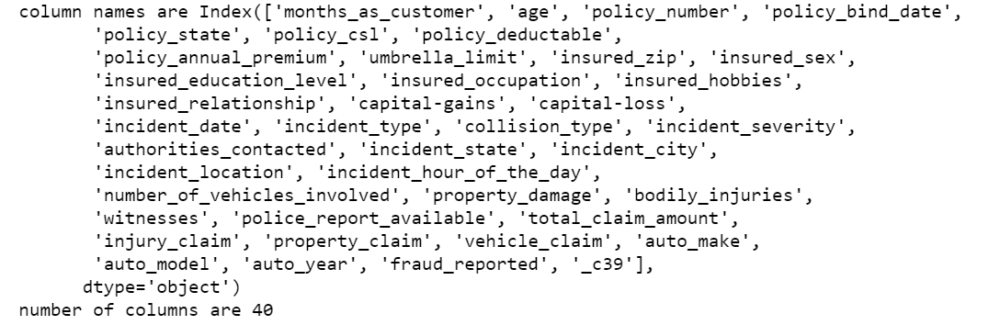 column names are Index(['months_as_customer', 'age', 'policy_number', 'policy_bind_date',
'policy_state', 'policy_csl', 'policy_deductable',
'policy_annual_premium', 'umbrella_limit', 'insured_zip', 'insured_sex',
'insured_education_level', 'insured_occupation', 'insured_hobbies',
'insured_relationship', 'capital-gains', 'capital-loss',
'incident_date', 'incident_type', 'collision_type', 'incident_severity',
'authorities_contacted', 'incident_state', 'incident_city',
'incident_location', 'incident_hour_of_the_day',
'number_of_vehicles_involved', 'property_damage', 'bodily_injuries',
'witnesses', 'police_report_available', 'total_claim_amount',
'injury_claim', 'property_claim', 'vehicle_claim', 'auto_make',
'auto_model', 'auto_year', 'fraud_reported', '_c39'],
dtype='object')
number of columns are 40